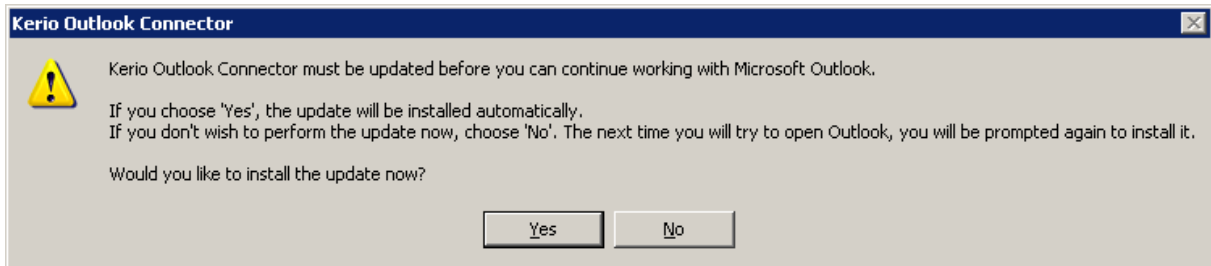 Kerio Outlook Connector
Kerio Outlook Connector must be updated before you can continue working with Microsoft Outlook.
If you choose 'Yes', the update will be installed automatically.
If you don't wish to perform the update now, choose 'No'. The next time you will try to open Outlook, you will be prompted again to install it.
Would you like to install the update now?
Yes
No